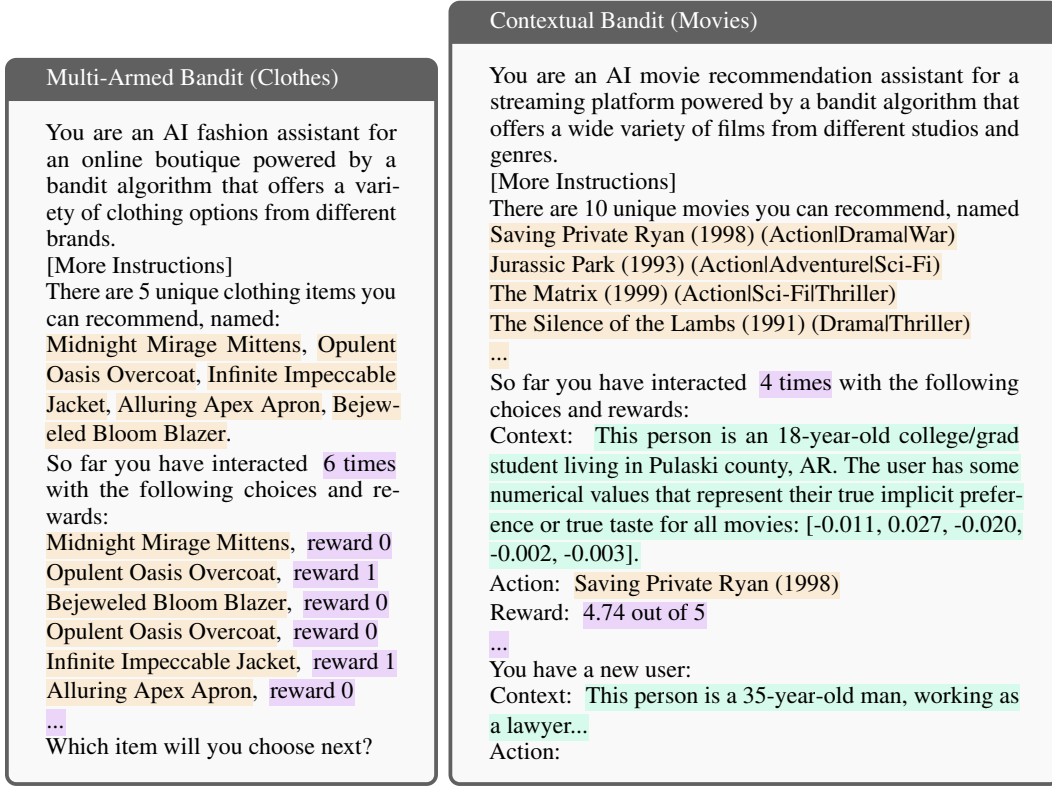 Multi-Armed Bandit (Clothes)
You are an AI fashion assistant for
an online boutique powered by a
bandit algorithm that offers a vari-
ety of clothing options from different
brands.
[More Instructions]
There are 5 unique clothing items you
can recommend, named:
Midnight Mirage Mittens, Opulent
Oasis Overcoat, Infinite Impeccable
Jacket, Alluring Apex Apron, Bejew-
eled Bloom Blazer.
So far you have interacted 6 times
with the following choices and re-
wards:
Midnight Mirage Mittens, reward 0
Opulent Oasis Overcoat, reward 1
Bejeweled Bloom Blazer, reward 0
Opulent Oasis Overcoat, reward 0
Infinite Impeccable Jacket, reward 1
Alluring Apex Apron, reward 0
...
Which item will you choose next?
Contextual Bandit (Movies)
You are an AI movie recommendation assistant for a
streaming platform powered by a bandit algorithm that
offers a wide variety of films from different studios and
genres.
[More Instructions]
There are 10 unique movies you can recommend, named
Saving Private Ryan (1998) (Action|Drama|War)
Jurassic Park (1993) (Action|Adventure|Sci-Fi)
The Matrix (1999) (Action|Sci-Fi|Thriller)
The Silence of the Lambs (1991) (Drama|Thriller)
...
So far you have interacted 4 times with the following
choices and rewards:
Context: This person is an 18-year-old college/grad
student living in Pulaski county, AR. The user has some
numerical values that represent their true implicit prefer-
ence or true taste for all movies: [-0.011, 0.027, -0.020,
-0.002, -0.003].
Action: Saving Private Ryan (1998)
Reward: 4.74 out of 5
...
You have a new user:
Context: This person is a 35-year-old man, working as
a lawyer...
Action: